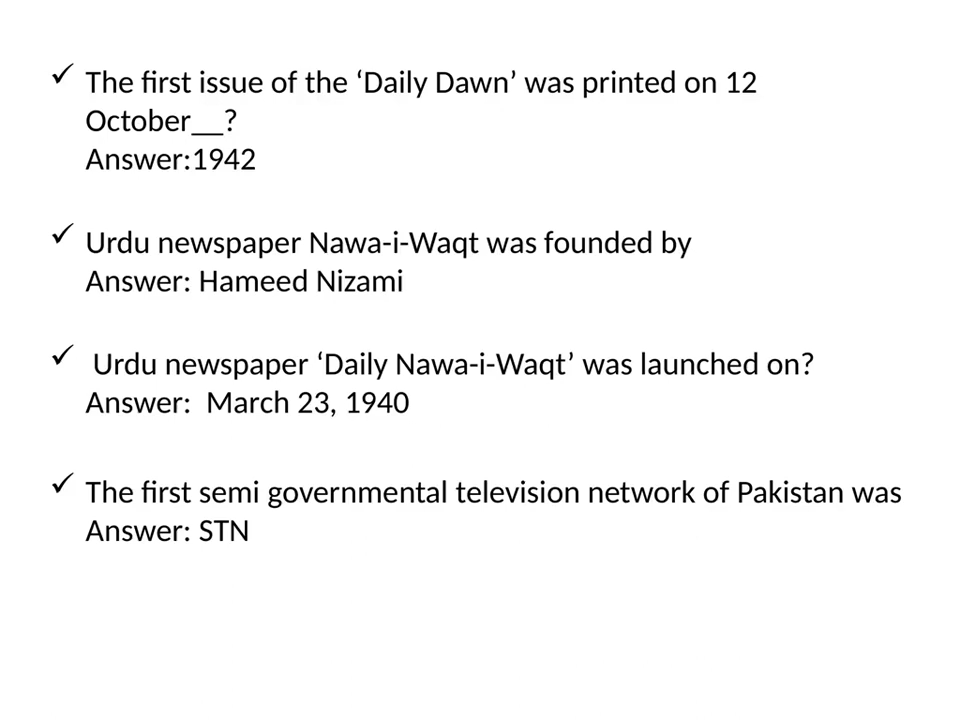 ✓ The first issue of the ‘Daily Dawn’ was printed on 12
October__?
Answer:1942
✓ Urdu newspaper Nawa-i-Waqt was founded by
Answer: Hameed Nizami
✓ Urdu newspaper ‘Daily Nawa-i-Waqt’ was launched on?
Answer:  March 23, 1940
✓ The first semi governmental television network of Pakistan was
Answer: STN